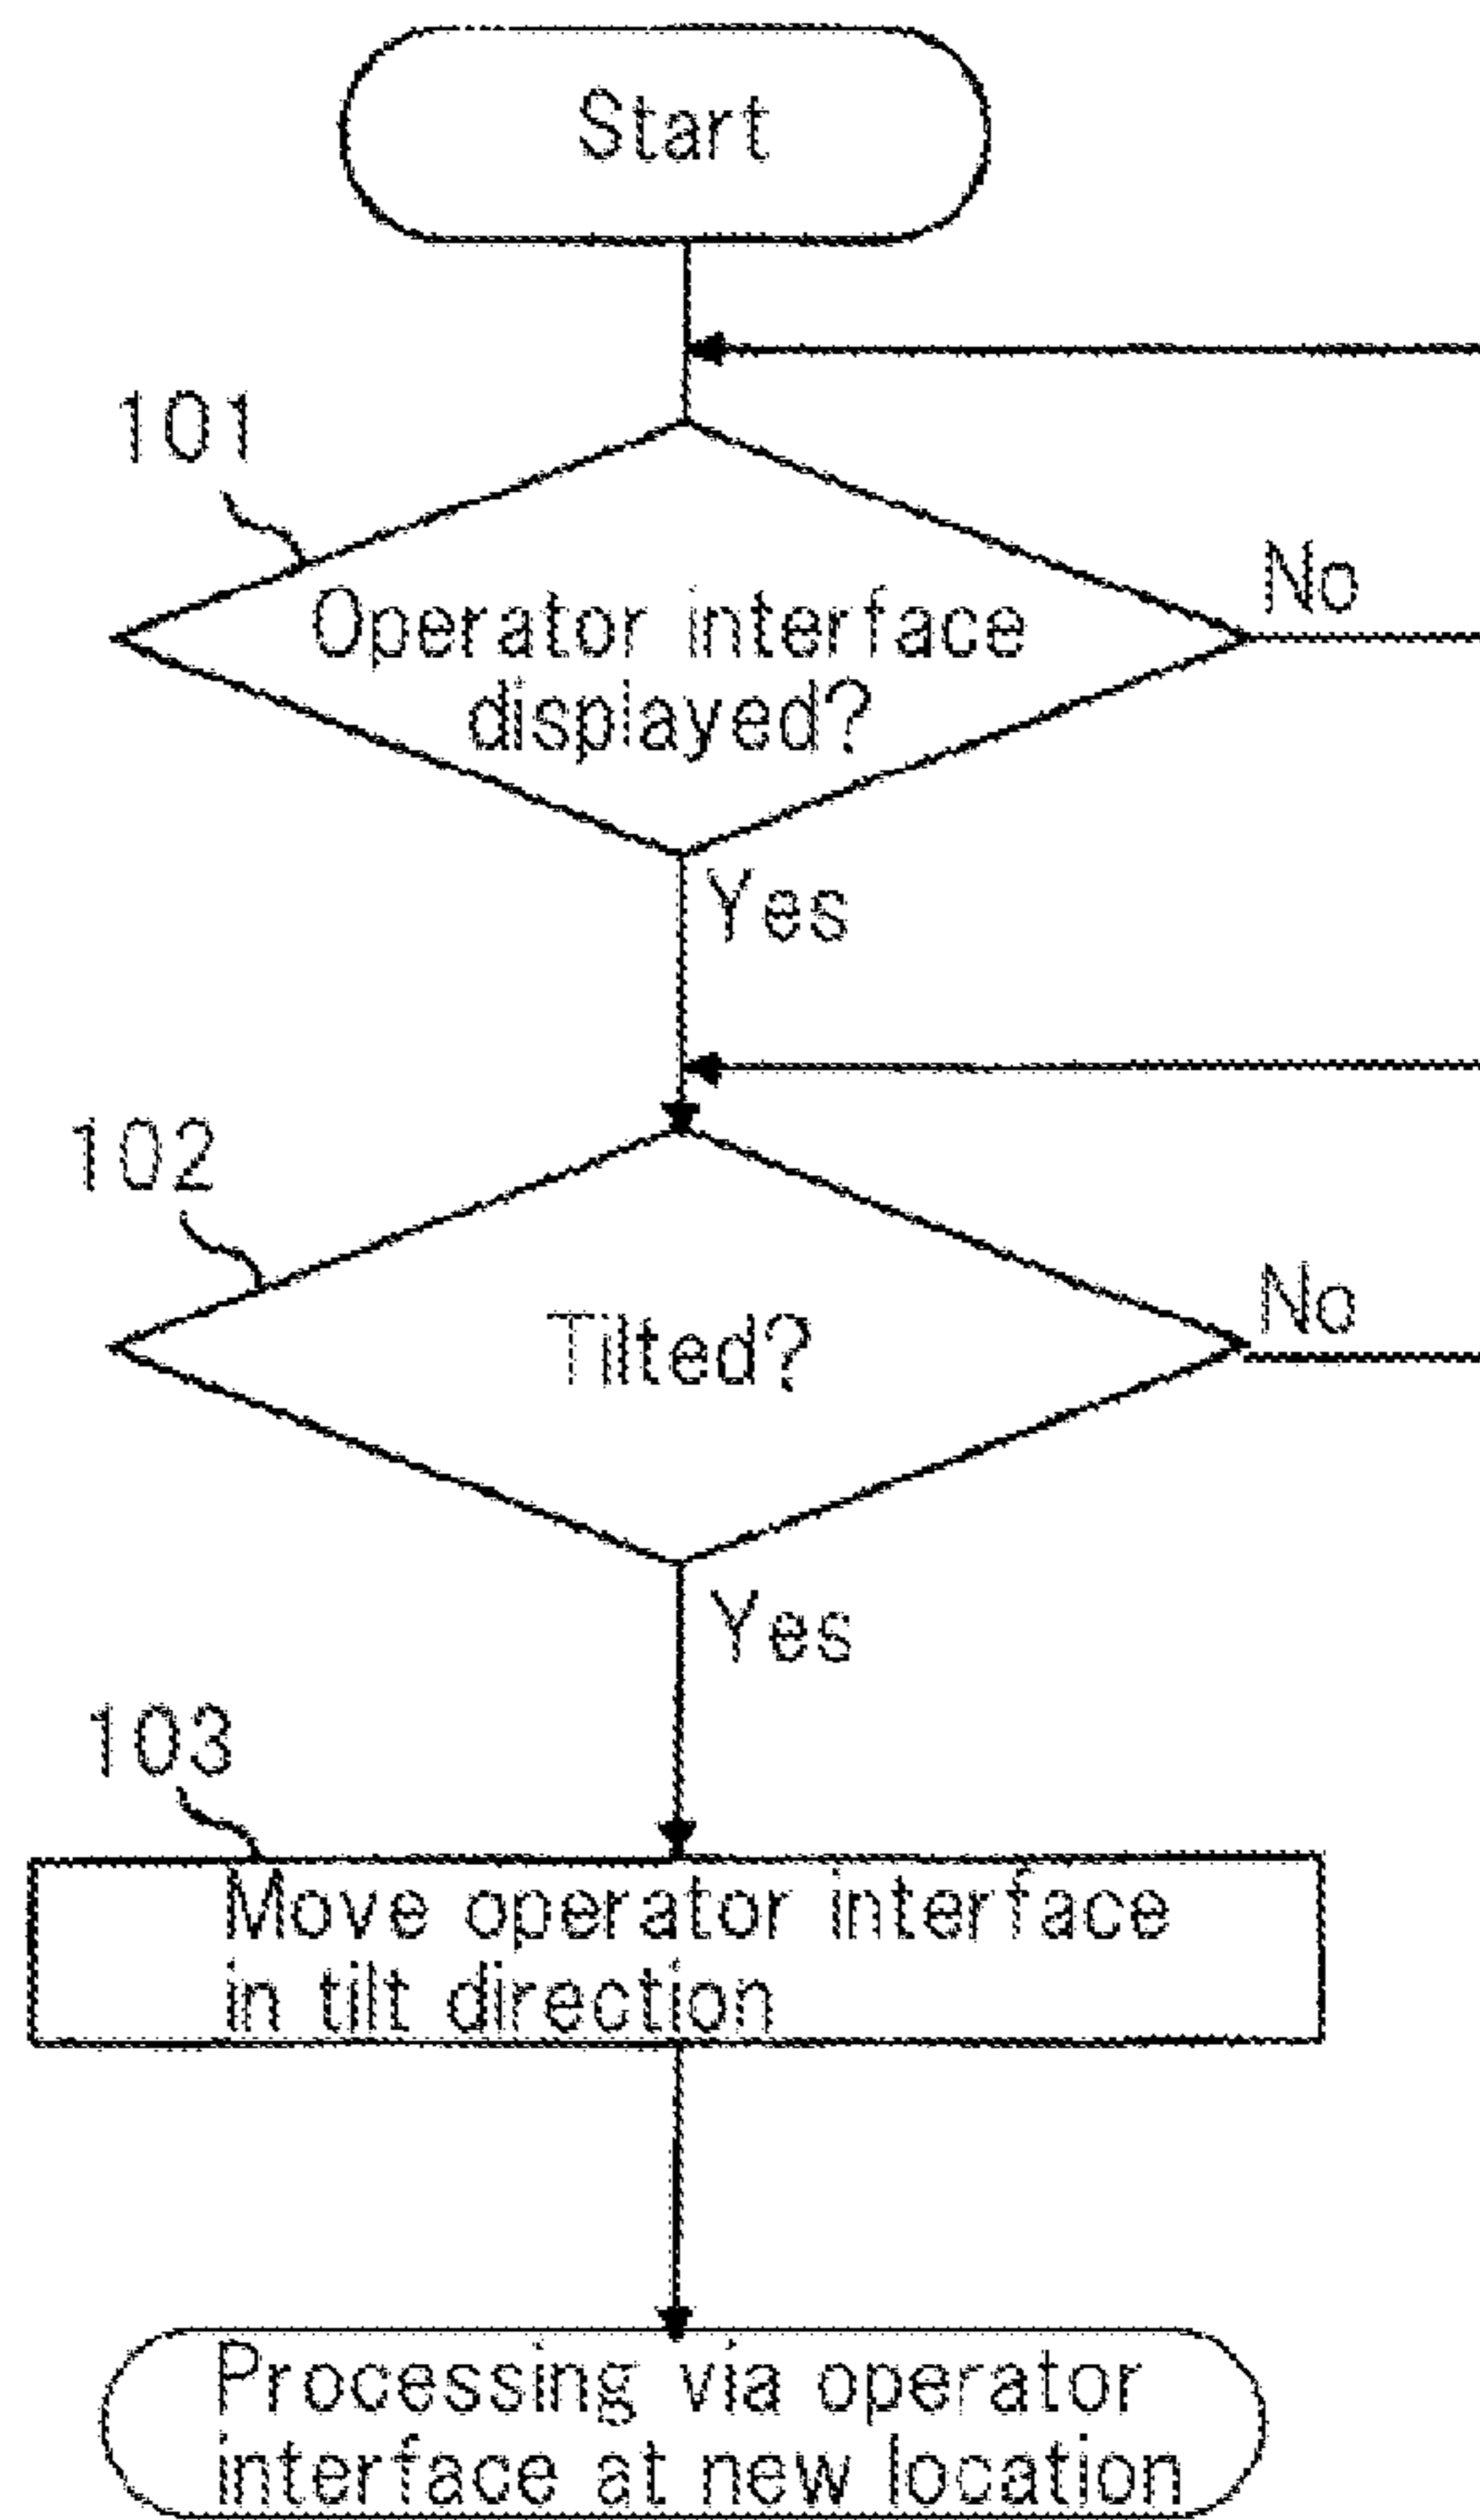 Start
101
No
Operator interface
displayed?
Yes
102
No
Tilted?
Yes
103
Move operator interface
in tilt direction
Processing via operator
interface at new location